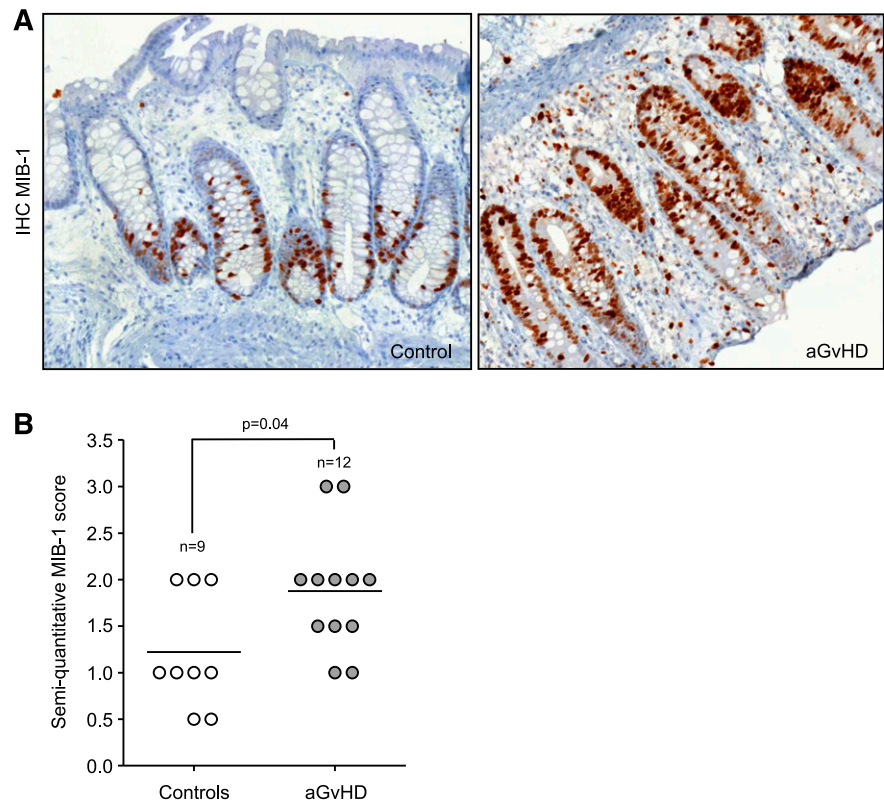 A
IHC MIB-1
Control
aGvHD
B
p=0.04
n=12
n=9
Semi-quantitative MIB-1 score
3.5
3.0
2.5
2.0
1.5
1.0
0.5
0.0
Controls
aGvHD